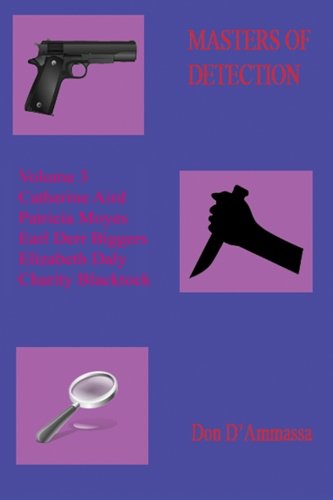 MASTERS OF
DETECTION
Volume 3
Catherine Aird
Patricia Moyes
Earl Derr Biggers
Elizabeth Daly
Charity Blackstock
Don D'Ammassa